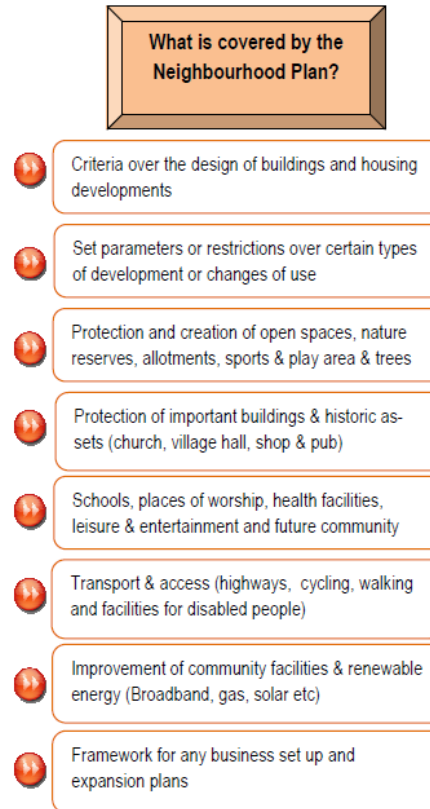 What is covered by the
Neighbourhood Plan?
Criteria over the design of buildings and housing
developments
Set parameters or restrictions over certain types
of development or changes of use
Protection and creation of open spaces, nature
reserves, allotments, sports & play area & trees
Protection of important buildings & historic as-
sets (church, village hall, shop & pub)
Schools, places of worship, health facilities,
leisure & entertainment and future community
Transport & access (highways, cycling, walking
and facilities for disabled people)
Improvement of community facilities & renewable
energy (Broadband, gas, solar etc)
Framework for any business set up and
expansion plans